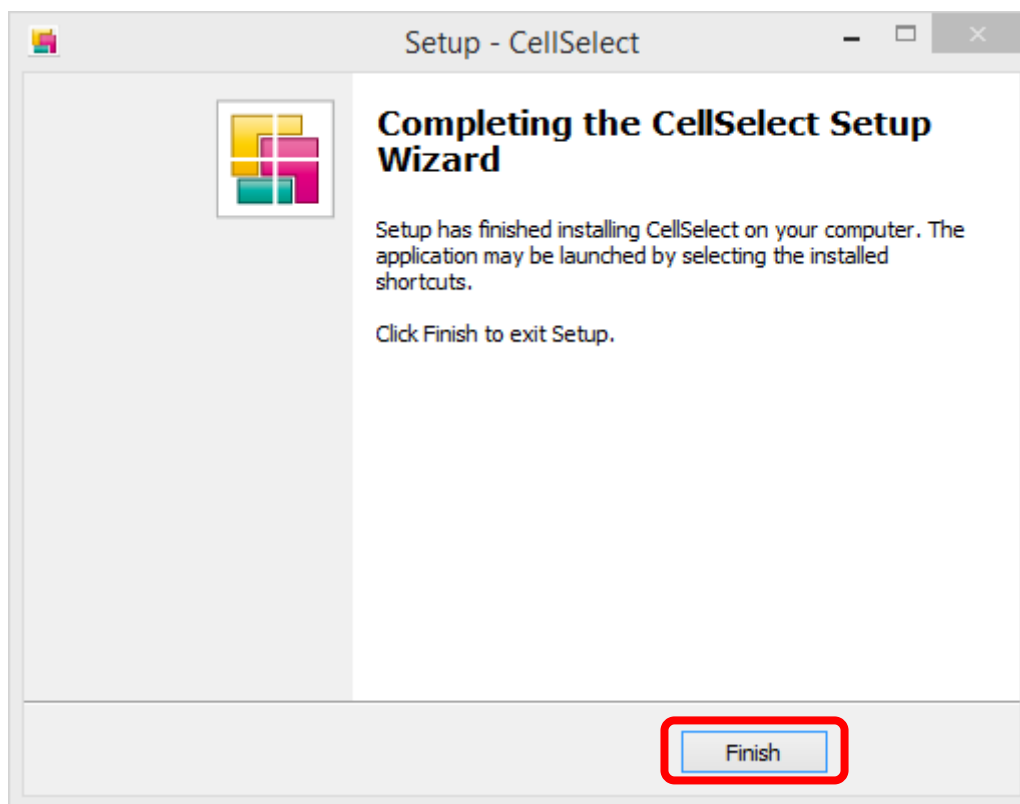 Setup - CellSelect
Completing the CellSelect Setup
Wizard
Setup has finished installing CellSelect on your computer. The
application may be launched by selecting the installed
shortcuts.
Click Finish to exit Setup.
Finish